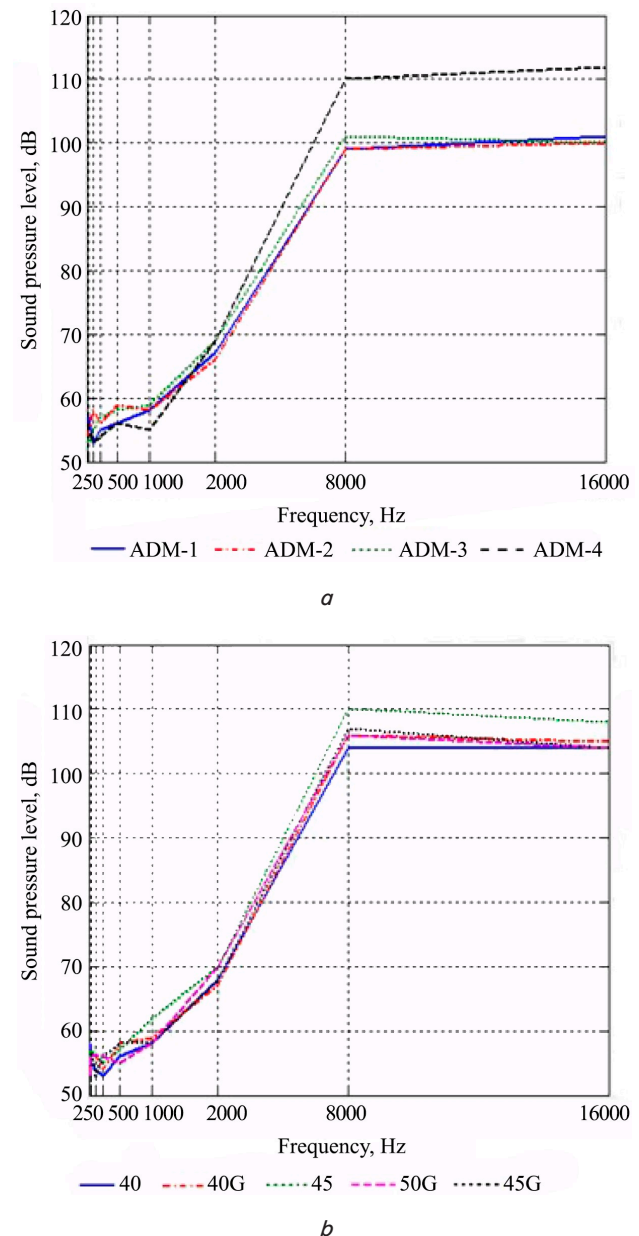 120
110
100
90
80
70
60
50
Sound pressure level, dB
250 500 1000 2000 8000 16000
Frequency, Hz
ADM-1 ADM-2 ADM-3 ADM-4
a
120
110
100
90
80
70
60
50
Sound pressure level, dB
250 500 1000 2000 8000 16000
Frequency, Hz
40 40G 45 50G 45G
b